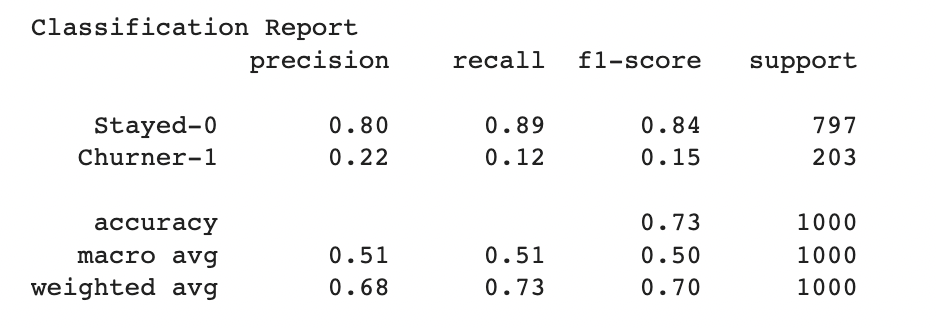 Classification Report
precision recall f1-score support
Stayed-0 0.80 0.89 0.84 797
Churner-1 0.22 0.12 0.15 203
accuracy 0.73 1000
macro avg 0.51 0.51 0.50 1000
weighted avg 0.68 0.73 0.70 1000